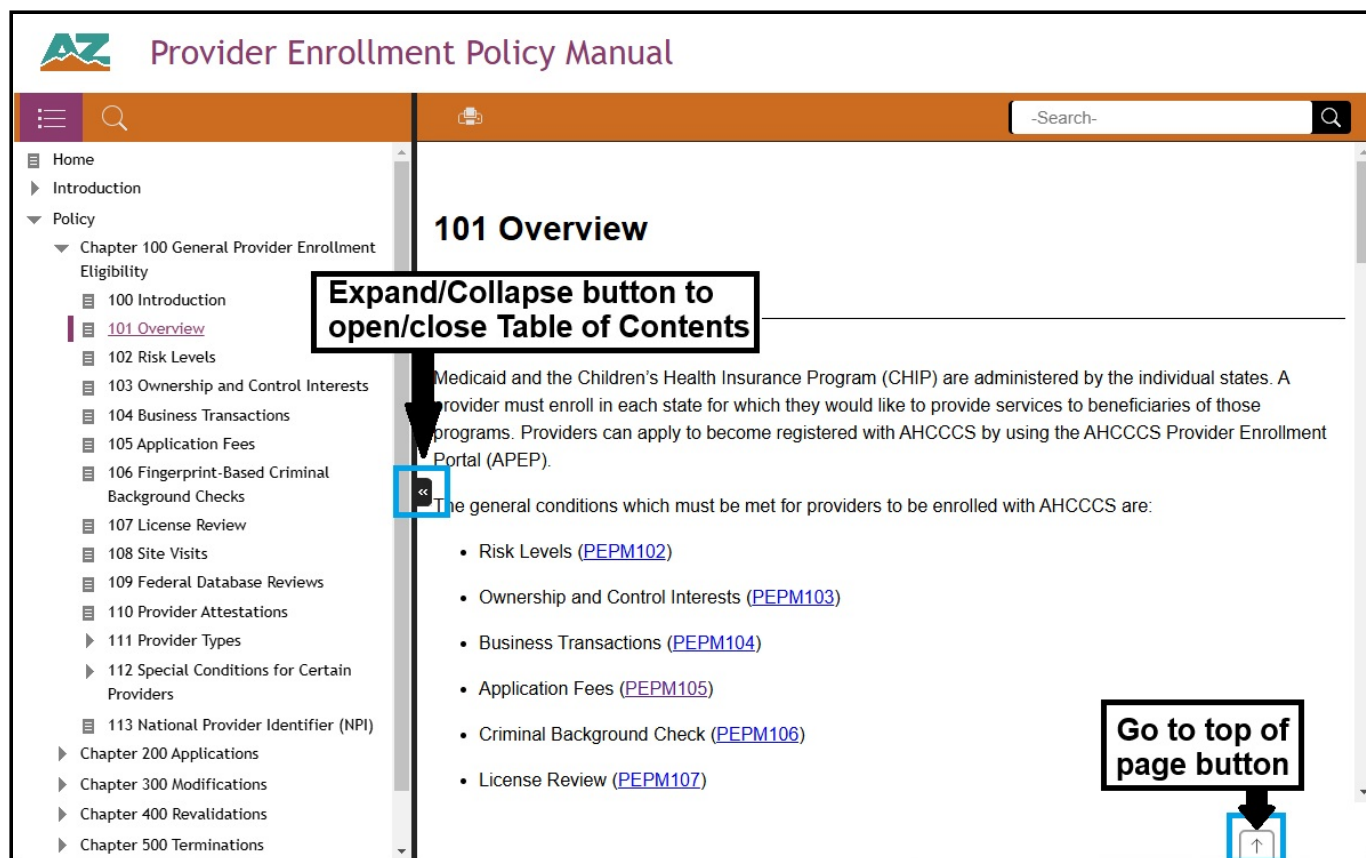 AZ
Provider Enrollment Policy Manual
-Search-
Home
Introduction
Policy
Chapter 100 General Provider Enrollment
Eligibility
100 Introduction
101 Overview
102 Risk Levels
103 Ownership and Control Interests
104 Business Transactions
105 Application Fees
106 Fingerprint-Based Criminal
Background Checks
107 License Review
108 Site Visits
109 Federal Database Reviews
110 Provider Attestations
111 Provider Types
112 Special Conditions for Certain
Providers
113 National Provider Identifier (NPI)
Chapter 200 Applications
Chapter 300 Modifications
Chapter 400 Revalidations
Chapter 500 Terminations
101 Overview
Expand/Collapse button to
open/close Table of Contents
Medicaid and the Children's Health Insurance Program (CHIP) are administered by the individual states. A
provider must enroll in each state for which they would like to provide services to beneficiaries of those
programs. Providers can apply to become registered with AHCCCS by using the AHCCCS Provider Enrollment
Portal (APEP).
«
The general conditions which must be met for providers to be enrolled with AHCCCS are:
• Risk Levels (PEPM102)
• Ownership and Control Interests (PEPM103)
• Business Transactions (PEPM104)
• Application Fees (PEPM105)
• Criminal Background Check (PEPM106)
• License Review (PEPM107)
Go to top of
page button
↑